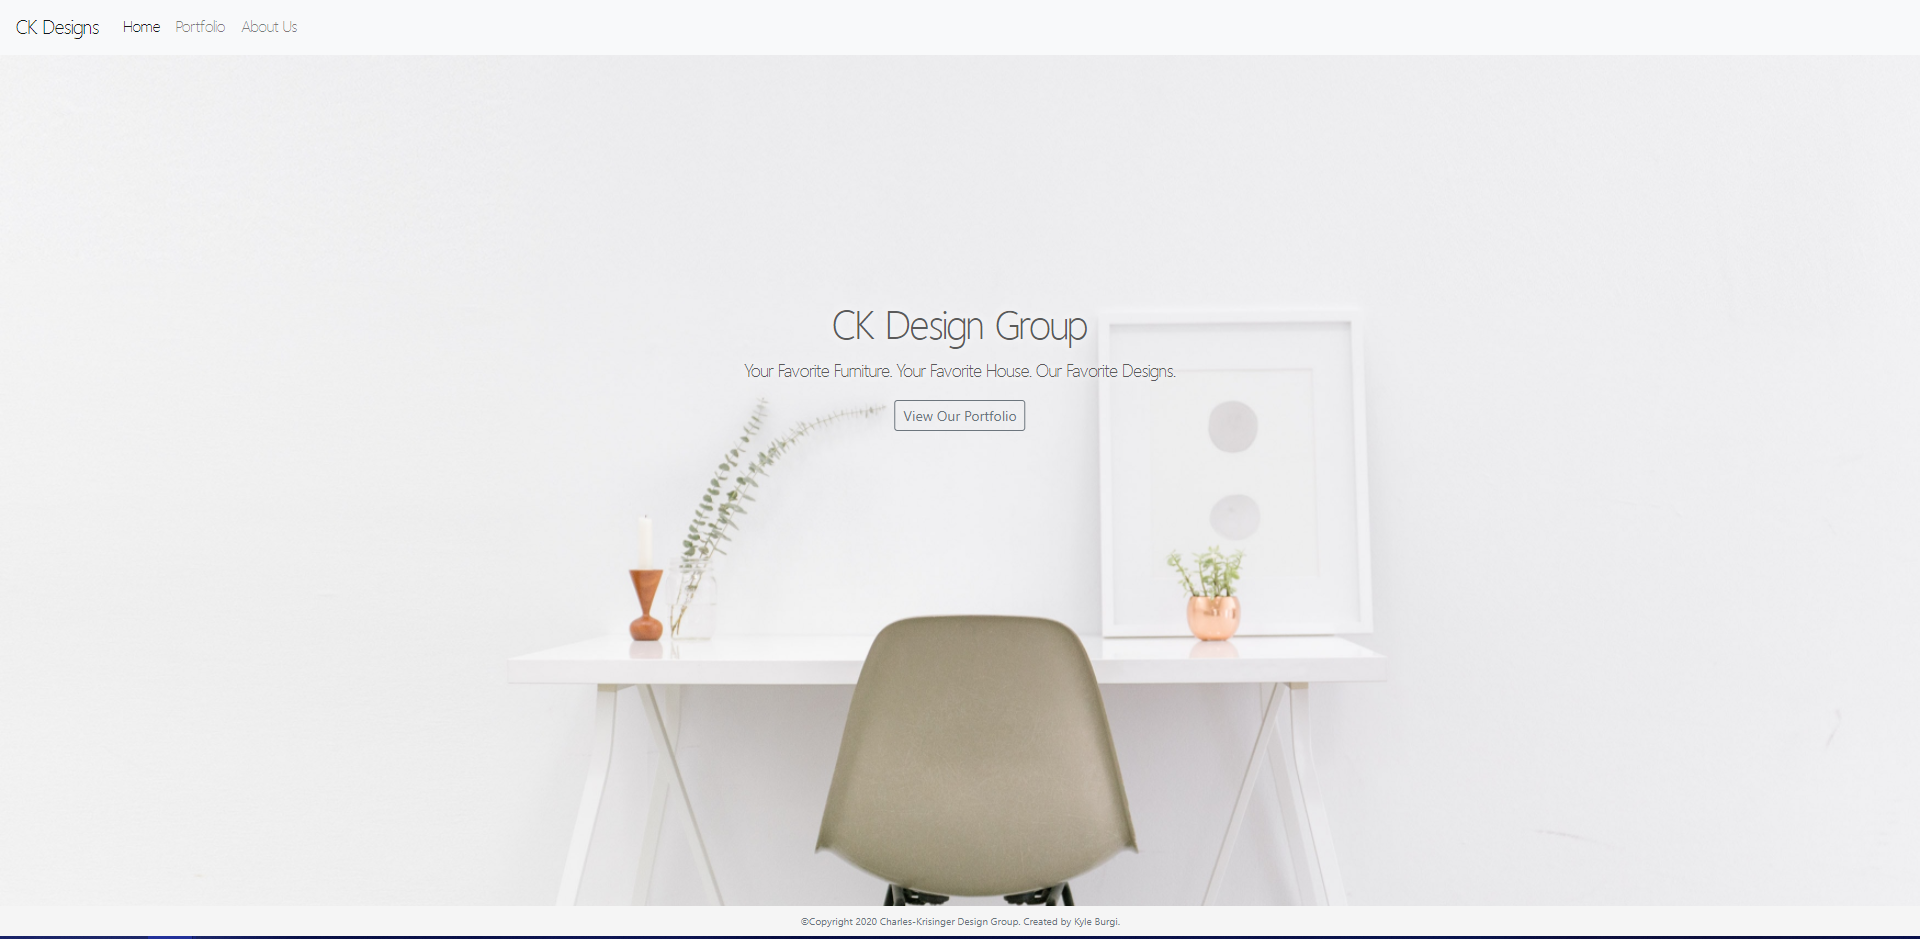 CK Designs Home Portfolio About Us
CK Design Group
Your Favorite Furniture. Your Favorite House. Our Favorite Designs.
View Our Portfolio
©Copyright 2020 Charles-Krisinger Design Group. Created by Kyle Burgi.